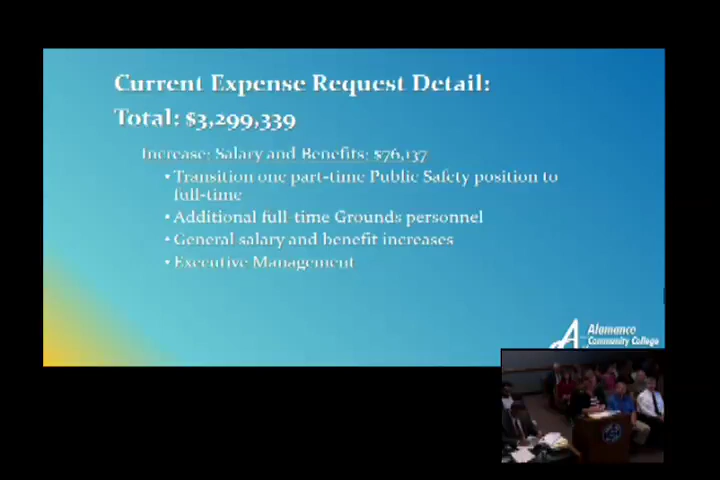 Current Expense Request Detail:
Total: $3,299,339
Increase: Salary and Benefits: $76,137
• Transition one part-time Public Safety position to
full-time
• Additional full-time Grounds personnel
• General salary and benefit increases
• Executive Management
Alamance
Community College